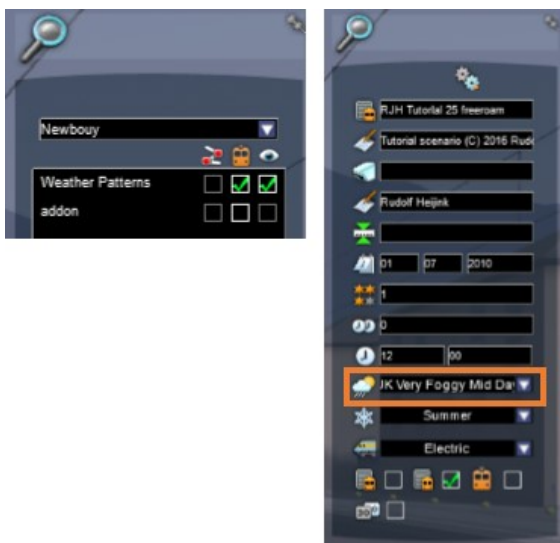 Newbouy
Weather Patterns
addon
RJH Tutorial 25 freeroam
Tutorial scenario (C) 2016 Rudo
Rudolf Heijink
01 07 2010
1
0
12 00
JK Very Foggy Mid Day
Summer
Electric